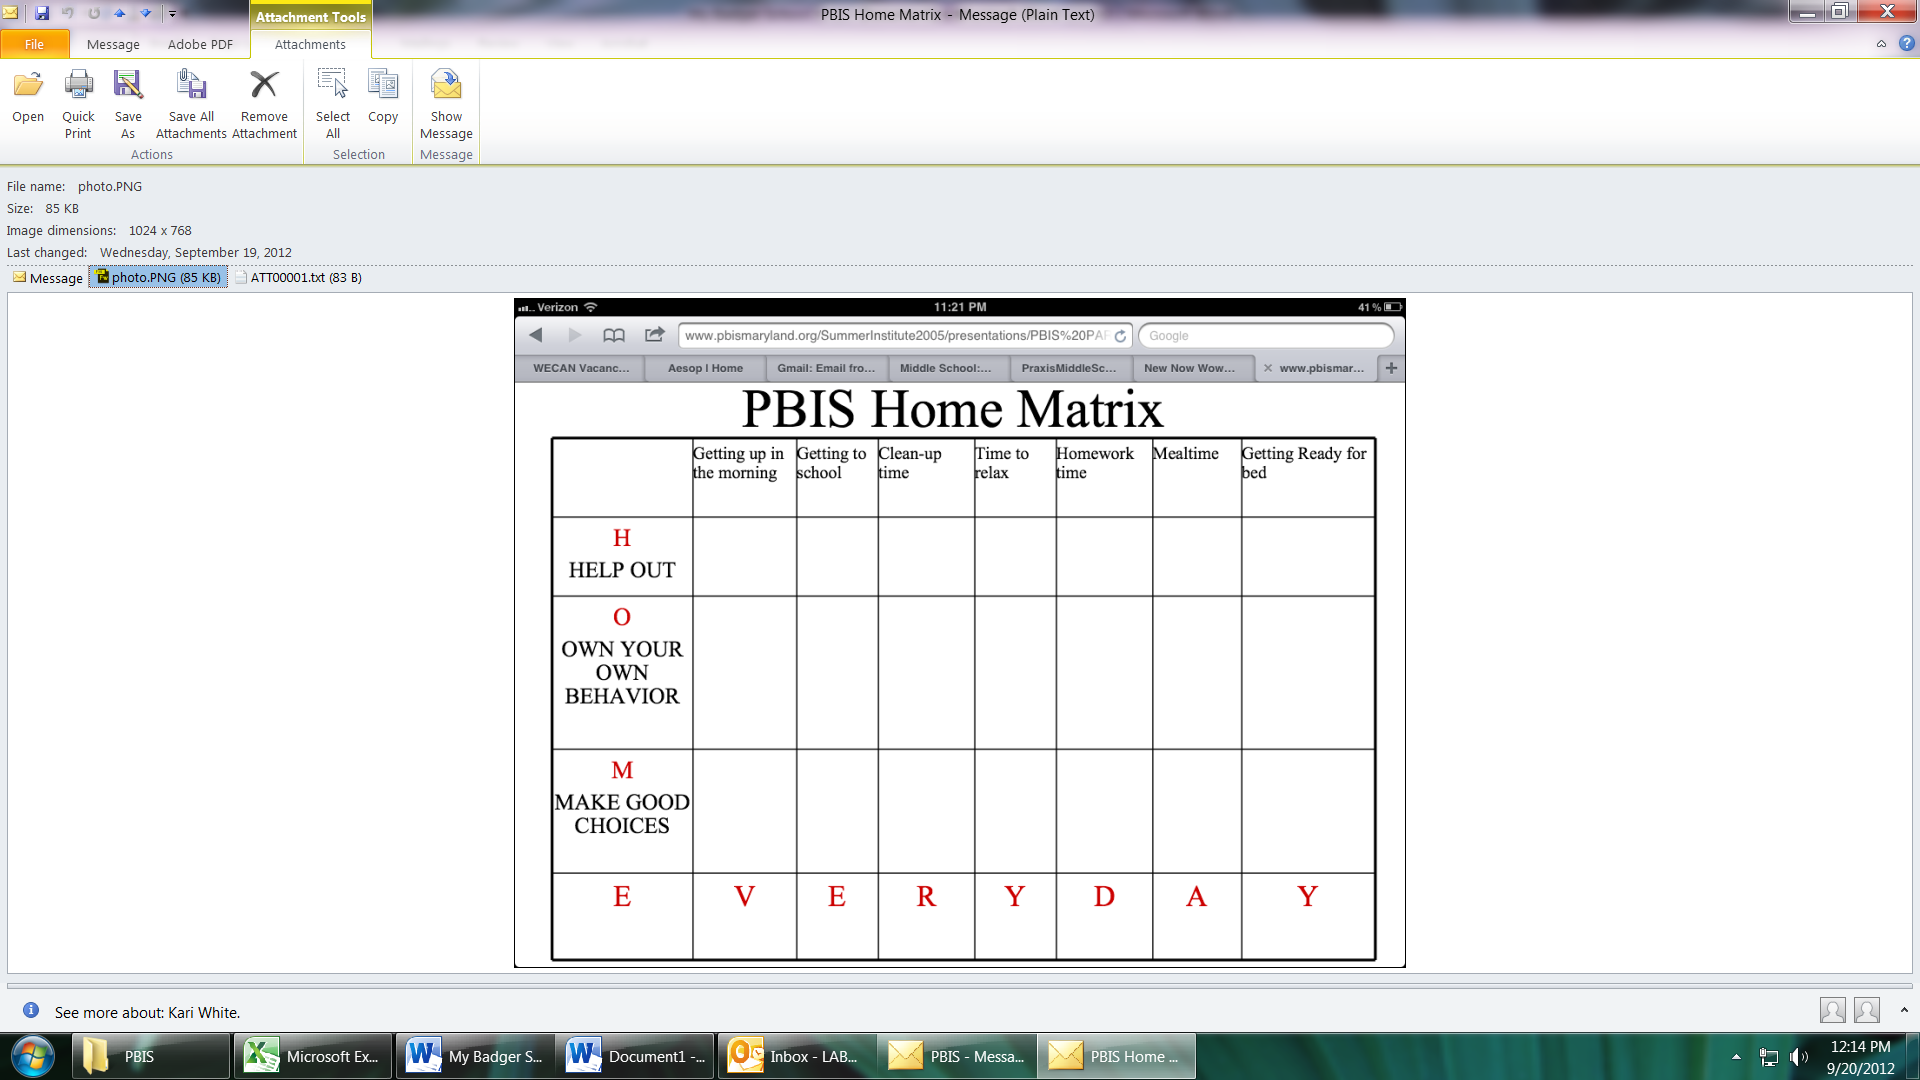 Attachment Tools
PBIS Home Matrix - Message (Plain Text)
File
Message
Adobe PDF
Attachments
Open
Quick
Print
Save
As
Save All
Attachments
Remove
Attachment
Select
All
Copy
Show
Message
Actions
Selection
Message
File name: photo.PNG
Size: 85 KB
Image dimensions: 1024 x 768
Last changed: Wednesday, September 19, 2012
Message
photo.PNG (85 KB)
ATT00001.txt (83 B)
Verizon
11:21 PM
41%
www.pbismaryland.org/SummerInstitute2005/presentations/PBIS%20PAF
Google
WECAN Vacanc...
Aesop | Home
Gmail: Email fro...
Middle School:...
PraxisMiddleSc...
New Now Wow...
www.pbismar...
PBIS Home Matrix
Getting up in
the morning
Getting to
school
Clean-up
time
Time to
relax
Homework
time
Mealtime
Getting Ready for
bed
H
HELP OUT
O
OWN YOUR
OWN
BEHAVIOR
M
MAKE GOOD
CHOICES
E V E R Y D A Y
See more about: Kari White.
PBIS
Microsoft Ex...
My Badger S...
Document1 -...
Inbox - LAB...
PBIS - Messa...
PBIS Home ...
12:14 PM
9/20/2012